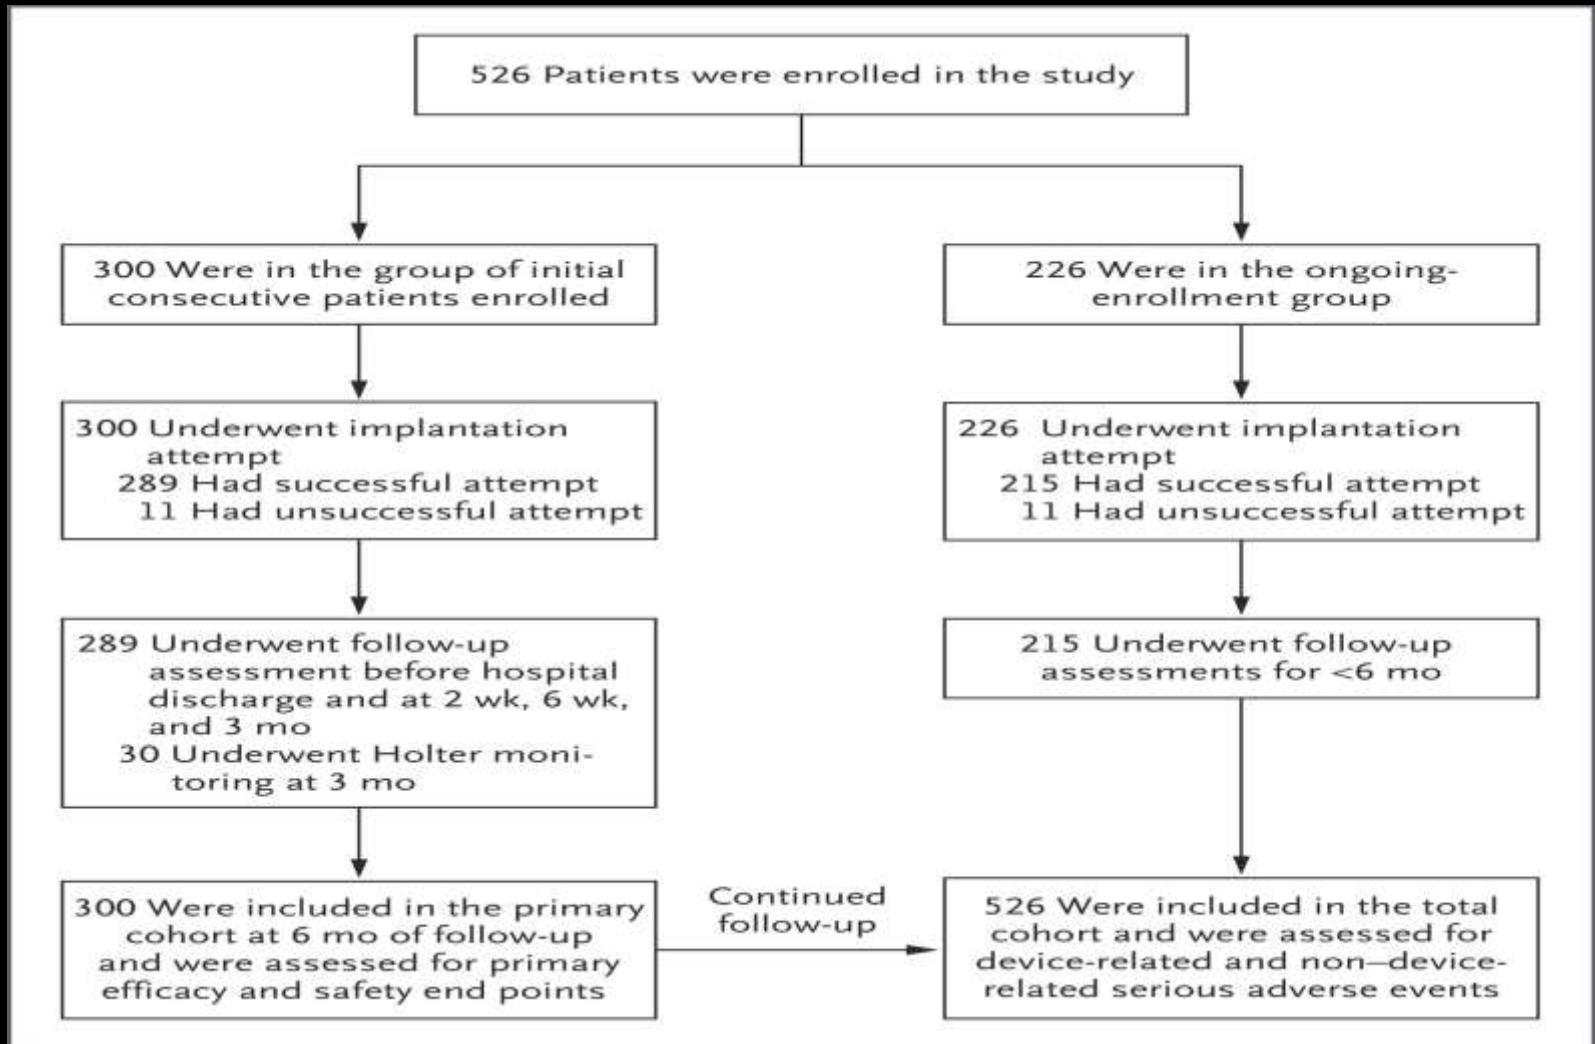 526 Patients were enrolled in the study
300 Were in the group of initial
consecutive patients enrolled
226 Were in the ongoing-
enrollment group
300 Underwent implantation
attempt
289 Had successful attempt
11 Had unsuccessful attempt
226 Underwent implantation
attempt
215 Had successful attempt
11 Had unsuccessful attempt
289 Underwent follow-up
assessment before hospital
discharge and at 2 wk, 6 wk,
and 3 mo
30 Underwent Holter moni-
toring at 3 mo
215 Underwent follow-up
assessments for <6 mo
300 Were included in the primary
cohort at 6 mo of follow-up
and were assessed for primary
efficacy and safety end points
Continued
follow-up
526 Were included in the total
cohort and were assessed for
device-related and non–device-
related serious adverse events